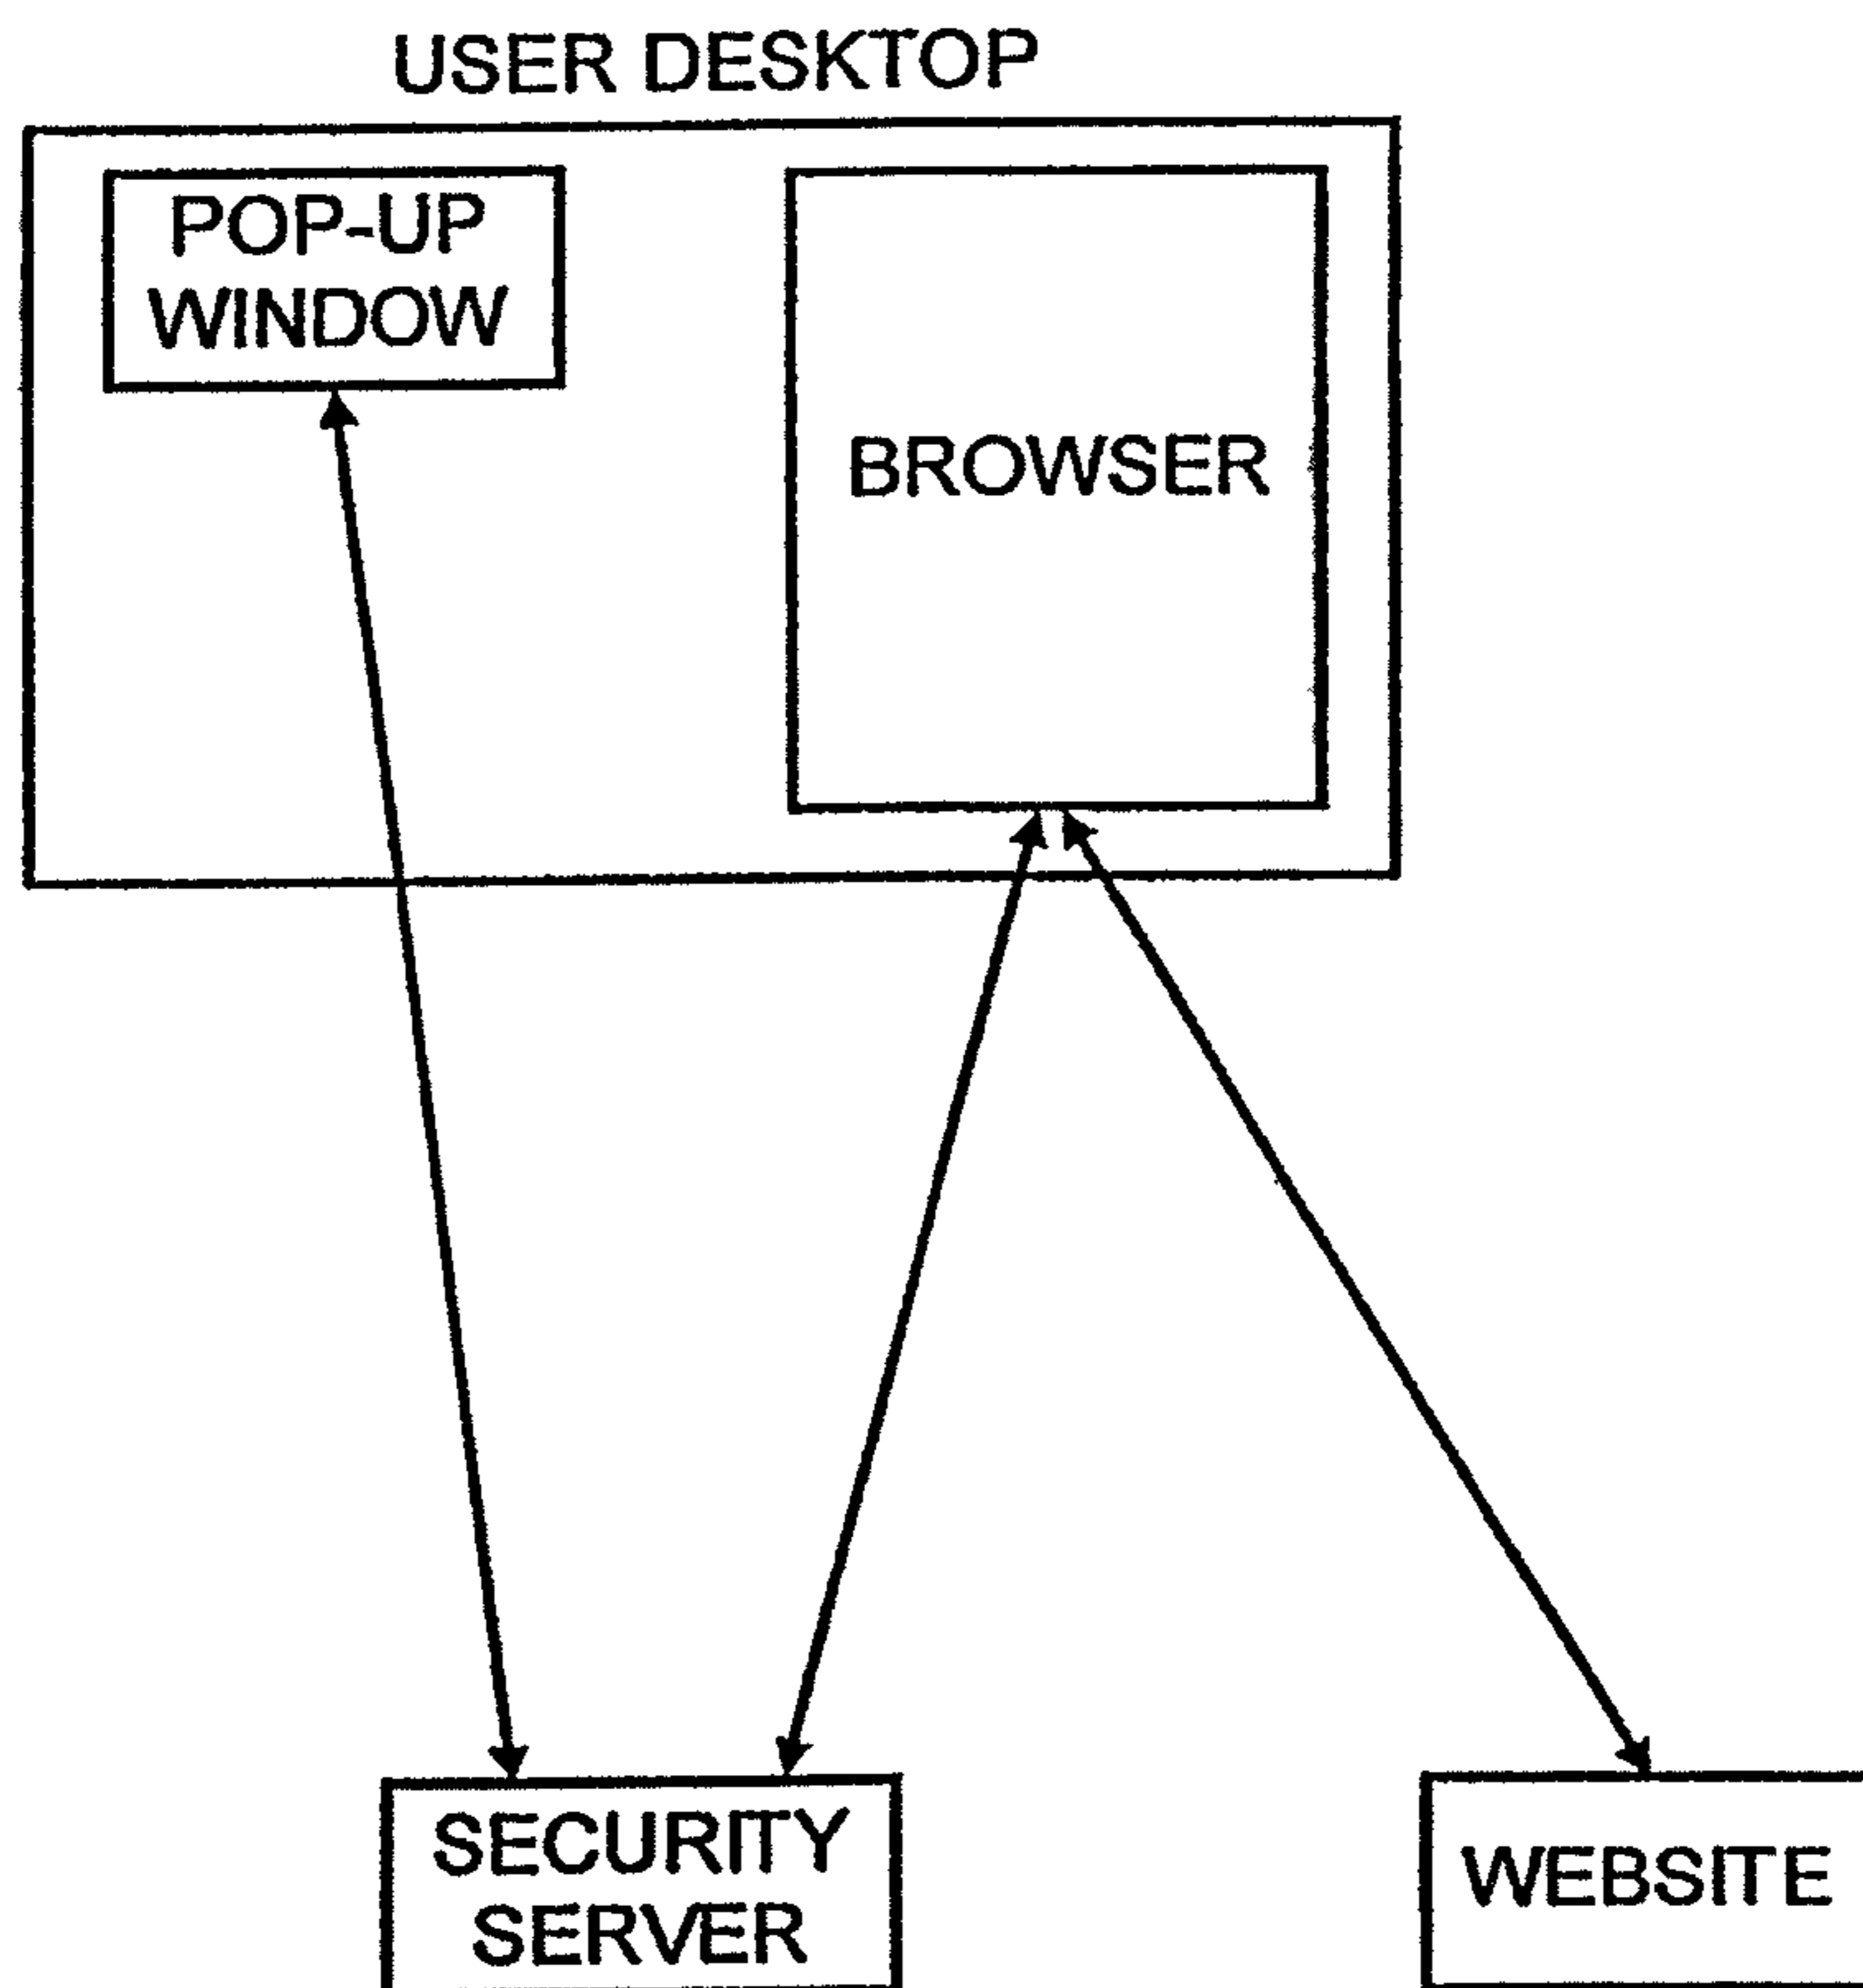 USER DESKTOP
POP-UP
WINDOW
BROWSER
SECURITY
SERVER
WEBSITE